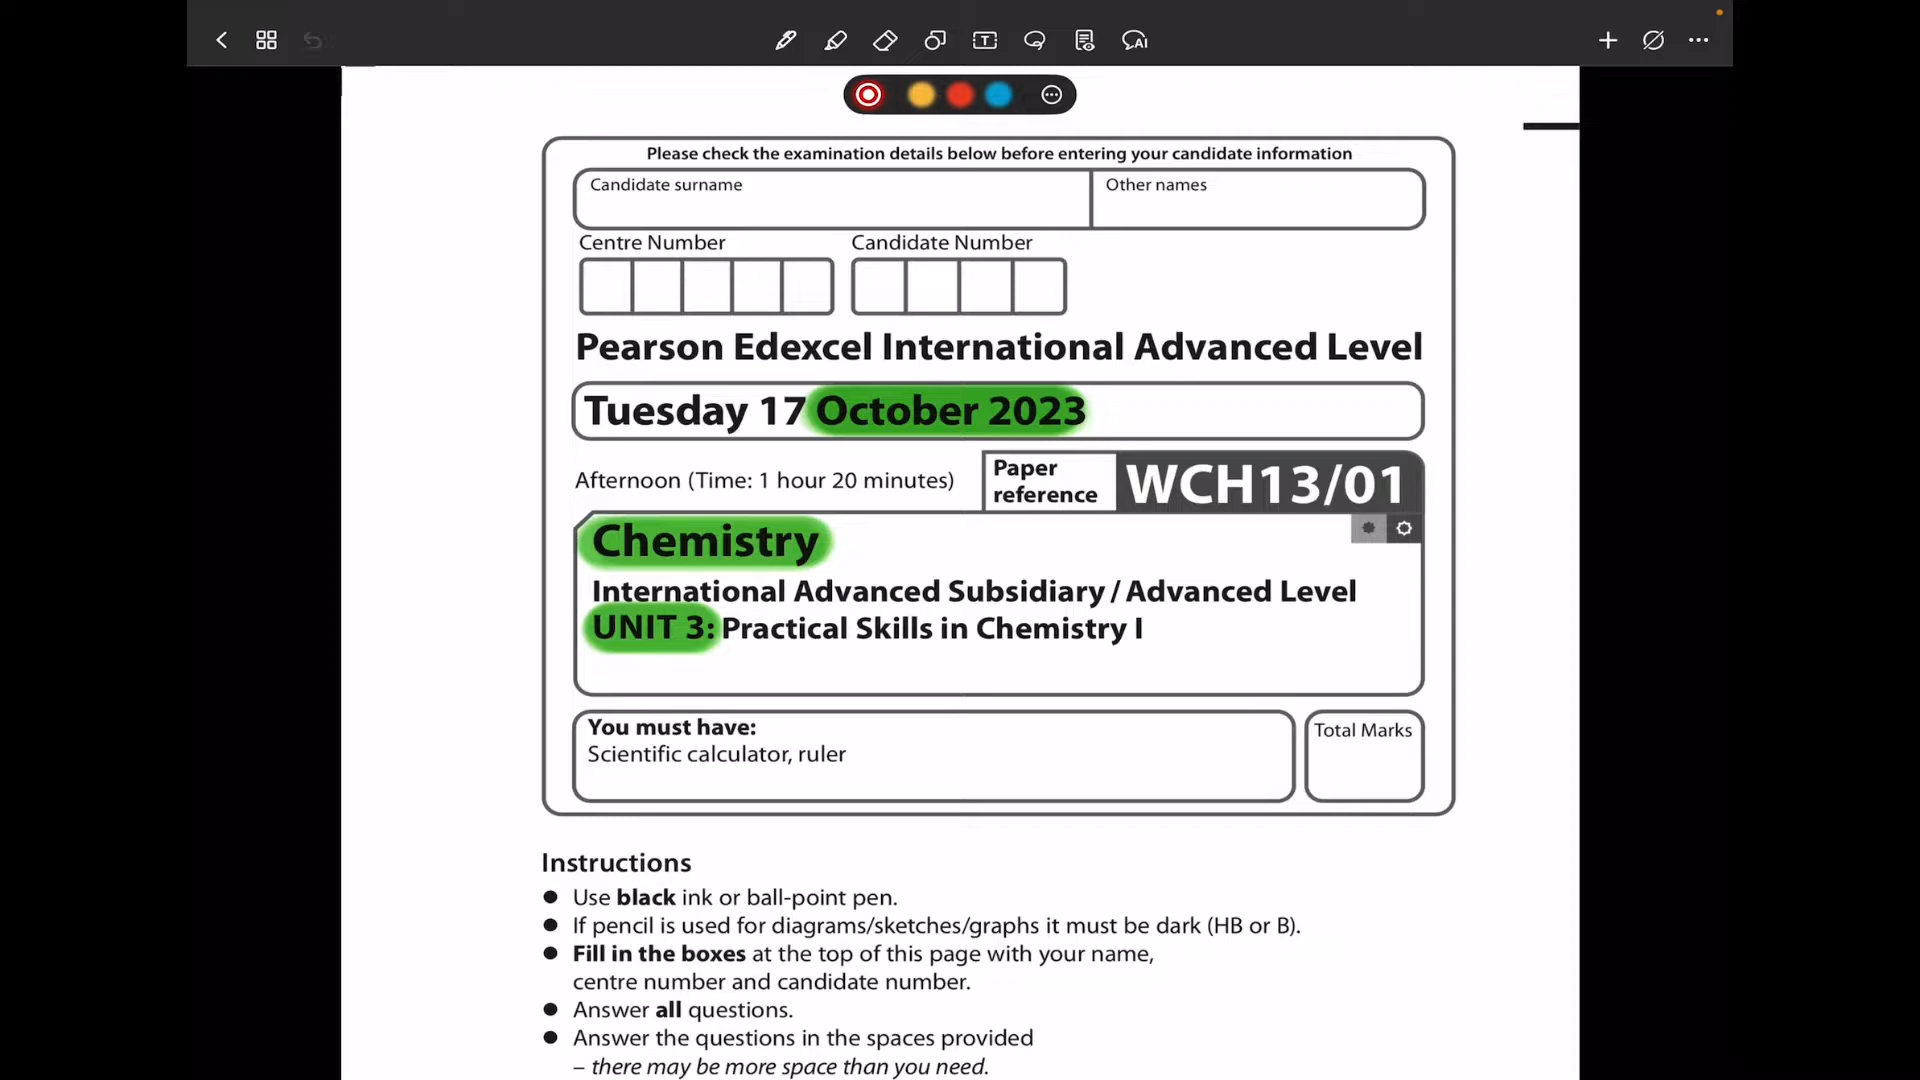 AI
Please check the examination details below before entering your candidate information
Candidate surname
Other names
Centre Number
Candidate Number
Pearson Edexcel International Advanced Level
Tuesday 17 October 2023
Afternoon (Time: 1 hour 20 minutes)
Paper reference
WCH13/01
Chemistry
International Advanced Subsidiary / Advanced Level
UNIT 3: Practical Skills in Chemistry I
You must have:
Scientific calculator, ruler
Total Marks
Instructions
● Use black ink or ball-point pen.
● If pencil is used for diagrams/sketches/graphs it must be dark (HB or B).
● Fill in the boxes at the top of this page with your name,
centre number and candidate number.
● Answer all questions.
● Answer the questions in the spaces provided
– there may be more space than you need.